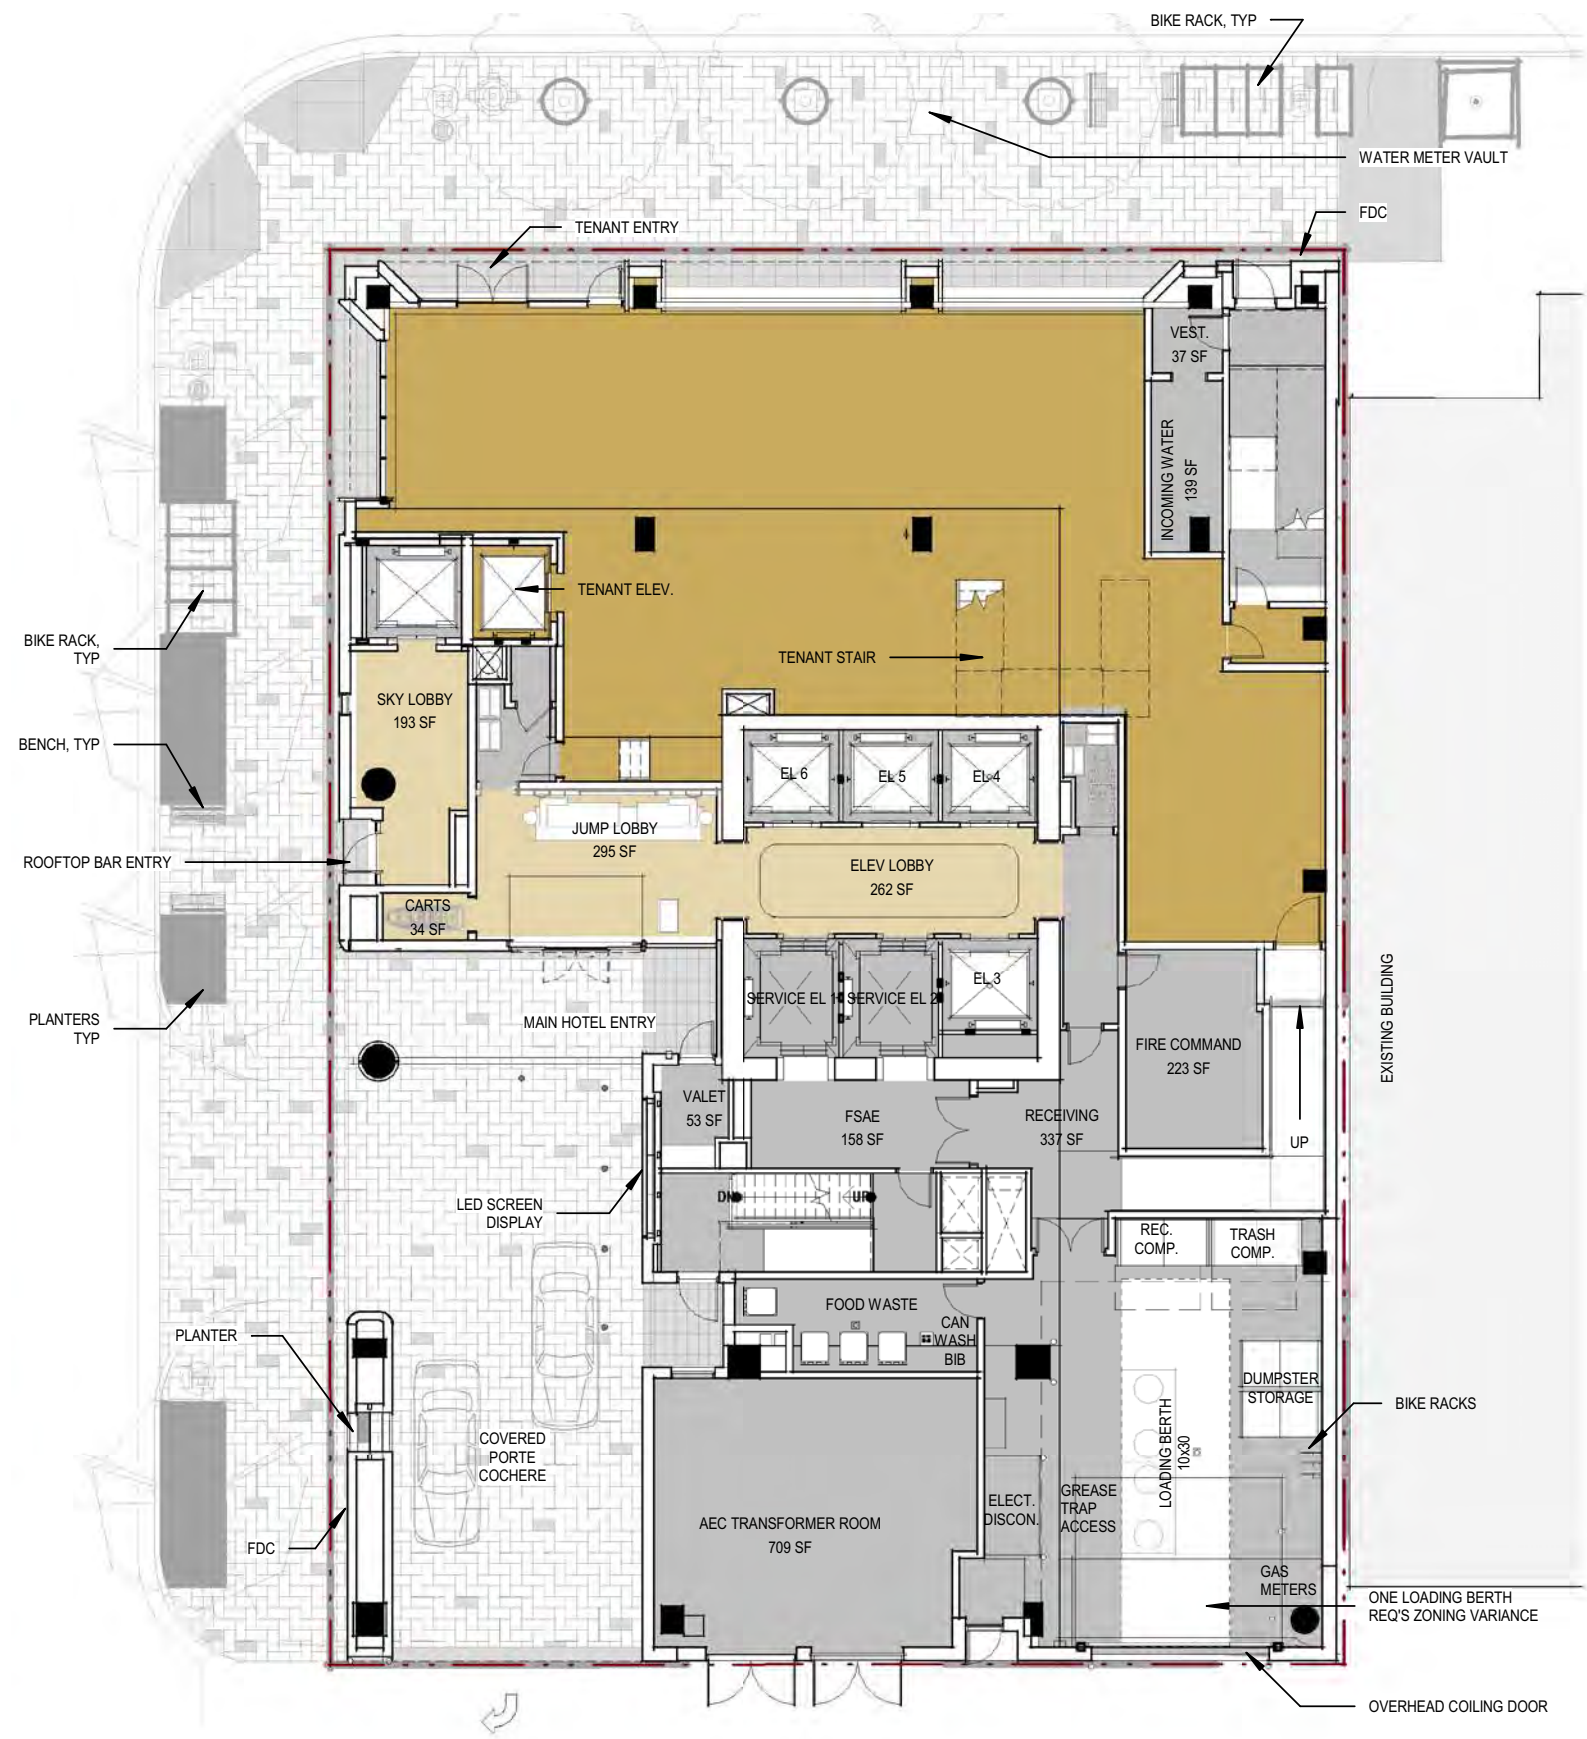 BIKE RACK, TYP
WATER METER VAULT
FDC
TENANT ENTRY
VEST.
37 SF
INCOMING WATER
139 SF
TENANT ELEV.
BIKE RACK,
TYP
TENANT STAIR
SKY LOBBY
193 SF
BENCH, TYP
EL 6
EL 5
EL 4
JUMP LOBBY
295 SF
ROOFTOP BAR ENTRY
ELEV LOBBY
262 SF
CARTS
34 SF
EL 3
SERVICE EL 1
SERVICE EL 2
PLANTERS
TYP
MAIN HOTEL ENTRY
EXISTING BUILDING
FIRE COMMAND
223 SF
VALET
53 SF
FSAE
158 SF
RECEIVING
337 SF
UP
DN
UP
LED SCREEN
DISPLAY
REC.
COMP.
TRASH
COMP.
FOOD WASTE
CAN
WASH
BIB
PLANTER
DUMPSTER
STORAGE
BIKE RACKS
COVERED
PORTE
COCHERE
LOADING BERTH
10x30
GREASE
TRAP
ACCESS
ELECT.
DISCON.
AEC TRANSFORMER ROOM
709 SF
FDC
GAS
METERS
ONE LOADING BERTH
REQ'S ZONING VARIANCE
OVERHEAD COILING DOOR